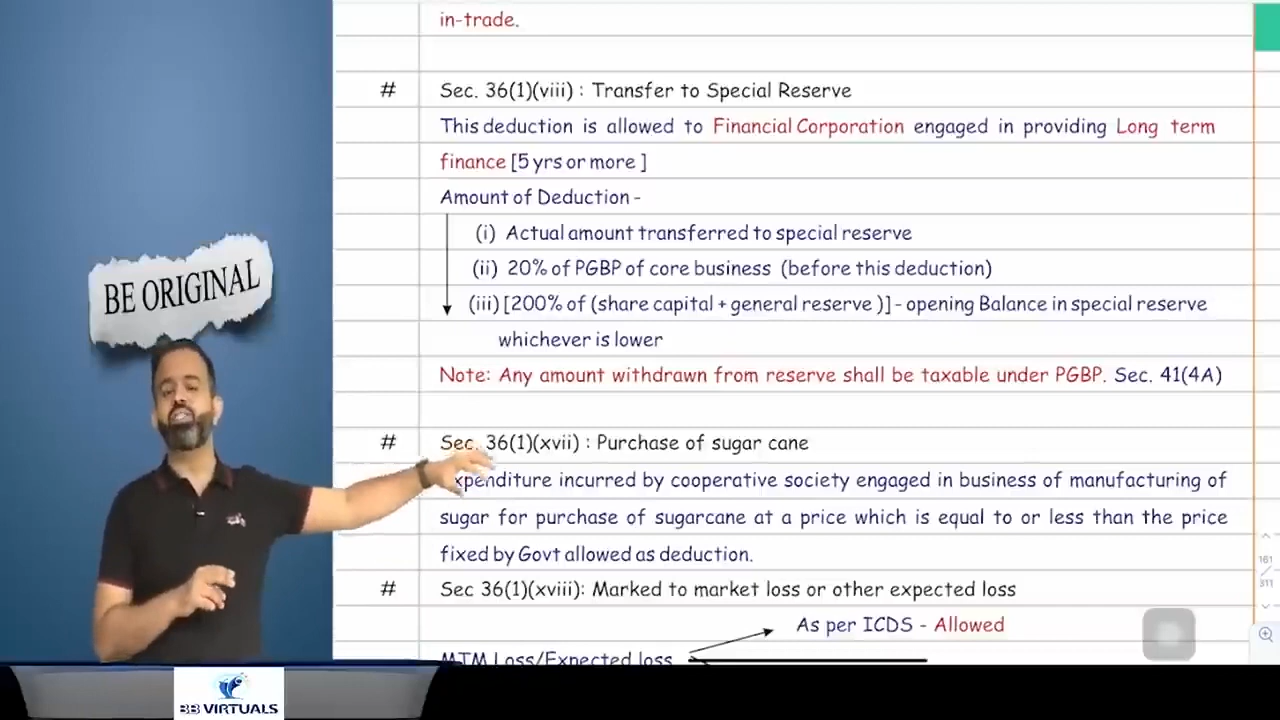 in-trade.
# Sec. 36(1)(viii) : Transfer to Special Reserve
This deduction is allowed to Financial Corporation engaged in providing Long term
finance [5 yrs or more ]
Amount of Deduction -
(i) Actual amount transferred to special reserve
(ii) 20% of PGBP of core business (before this deduction)
(iii) [200% of (share capital + general reserve )] - opening Balance in special reserve
whichever is lower
Note: Any amount withdrawn from reserve shall be taxable under PGBP. Sec. 41(4A)
# Sec. 36(1)(xvii) : Purchase of sugar cane
xpenditure incurred by cooperative society engaged in business of manufacturing of
sugar for purchase of sugarcane at a price which is equal to or less than the price
fixed by Govt allowed as deduction.
# Sec 36(1)(xviii): Marked to market loss or other expected loss
As per ICDS - Allowed
MTM Loss/Expected loss
BE ORIGINAL
BB VIRTUALS
161
311